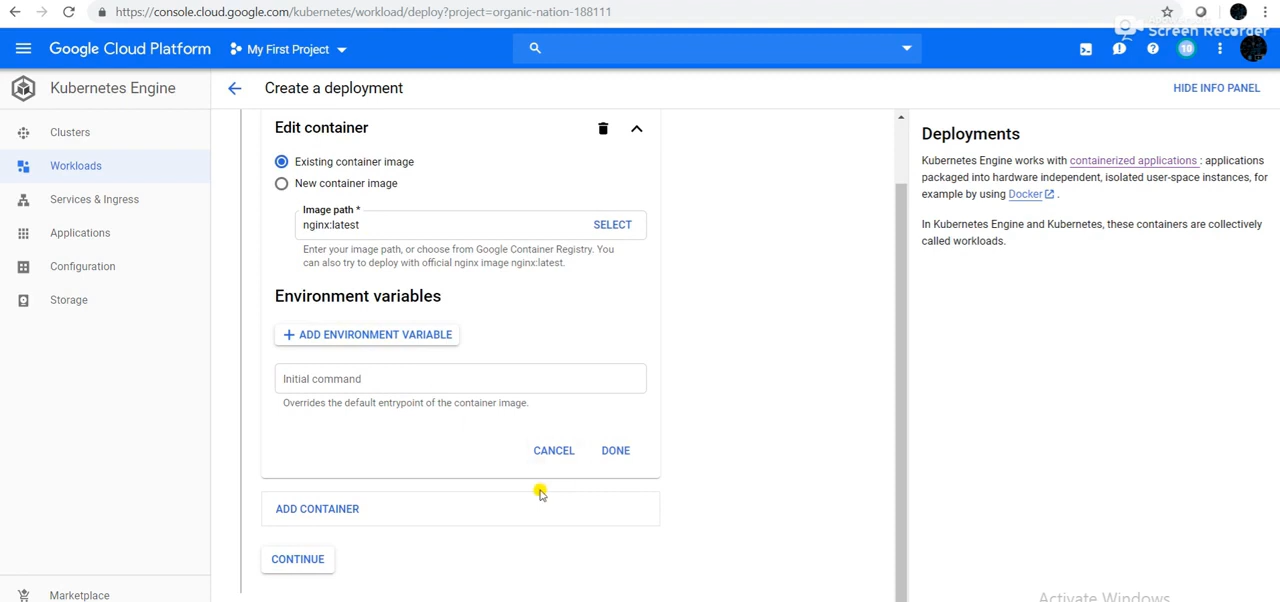 https://console.cloud.google.com/kubernetes/workload/deploy?project=organic-nation-188111
Screen Recorder
Google Cloud Platform
My First Project
10
Kubernetes Engine
Create a deployment
HIDE INFO PANEL
Clusters
Workloads
Services & Ingress
Applications
Configuration
Storage
Marketplace
Edit container
Existing container image
New container image
Image path *
nginx:latest
SELECT
Enter your image path, or choose from Google Container Registry. You
can also try to deploy with official nginx image nginx:latest.
Environment variables
ADD ENVIRONMENT VARIABLE
Initial command
Overrides the default entrypoint of the container image.
CANCEL
DONE
ADD CONTAINER
CONTINUE
Deployments
Kubernetes Engine works with containerized applications : applications
packaged into hardware independent, isolated user-space instances, for
example by using Docker .
In Kubernetes Engine and Kubernetes, these containers are collectively
called workloads.
Activate Windows